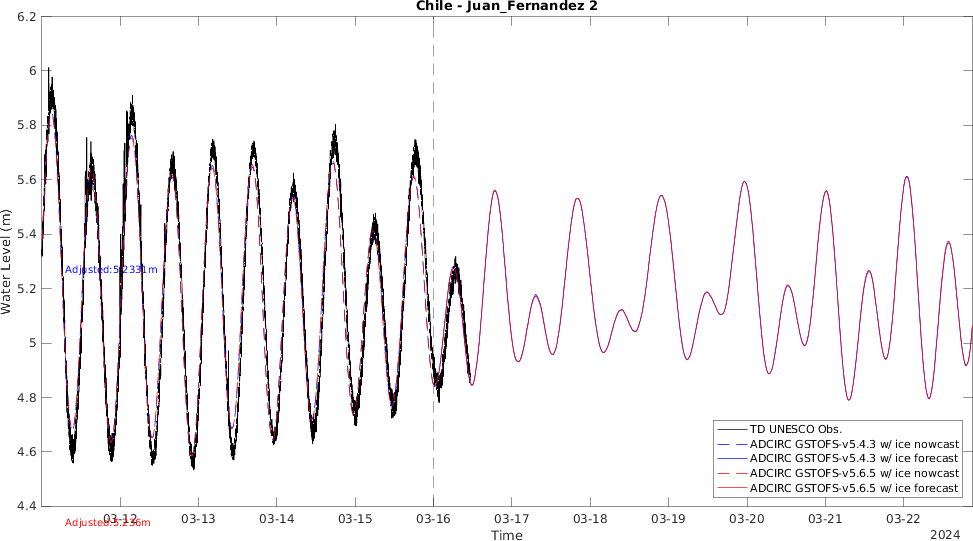 Chile - Juan_Fernandez 2
6.2
6
5.8
5.6
5.4
5.2
5
4.8
4.6
4.4
Water Level (m)
Adjusted:5.2331m
Adjusted:5.236m
03-12
03-13
03-14
03-15
03-16
03-17
03-18
03-19
03-20
03-21
03-22
Time
2024
TD UNESCO Obs.
ADCIRC GSTOFS-v5.4.3 w/ ice nowcast
ADCIRC GSTOFS-v5.4.3 w/ ice forecast
ADCIRC GSTOFS-v5.6.5 w/ ice nowcast
ADCIRC GSTOFS-v5.6.5 w/ ice forecast